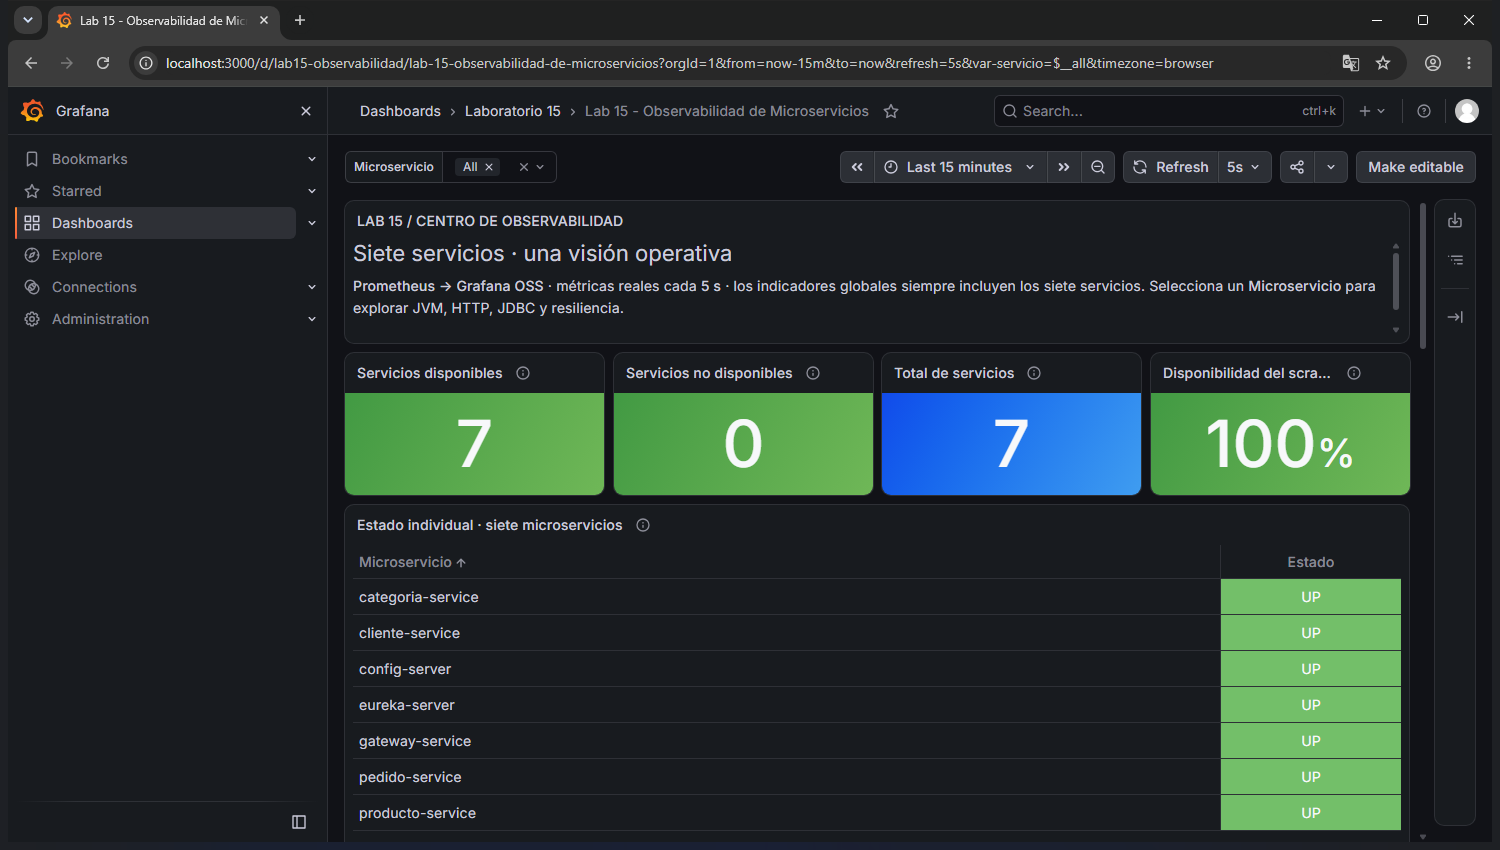 Lab 15 - Observabilidad de Mic
localhost:3000/d/lab15-observabilidad/lab-15-observabilidad-de-microservicios?orgId=1&from=now-15m&to=now&refresh=5s&var-servicio=$__all&timezone=browser
Grafana
Dashboards › Laboratorio 15 › Lab 15 - Observabilidad de Microservicios
Search...
ctrl+k
Bookmarks
Starred
Dashboards
Explore
Connections
Administration
Microservicio
All
Last 15 minutes
Refresh
5s
Make editable
LAB 15 / CENTRO DE OBSERVABILIDAD
Siete servicios · una visión operativa
Prometheus → Grafana OSS · métricas reales cada 5 s · los indicadores globales siempre incluyen los siete servicios. Selecciona un Microservicio para
explorar JVM, HTTP, JDBC y resiliencia.
Servicios disponibles
7
Servicios no disponibles
0
Total de servicios
7
Disponibilidad del scra...
100%
Estado individual · siete microservicios
Microservicio ↑ Estado
categoria-service UP
cliente-service UP
config-server UP
eureka-server UP
gateway-service UP
pedido-service UP
producto-service UP